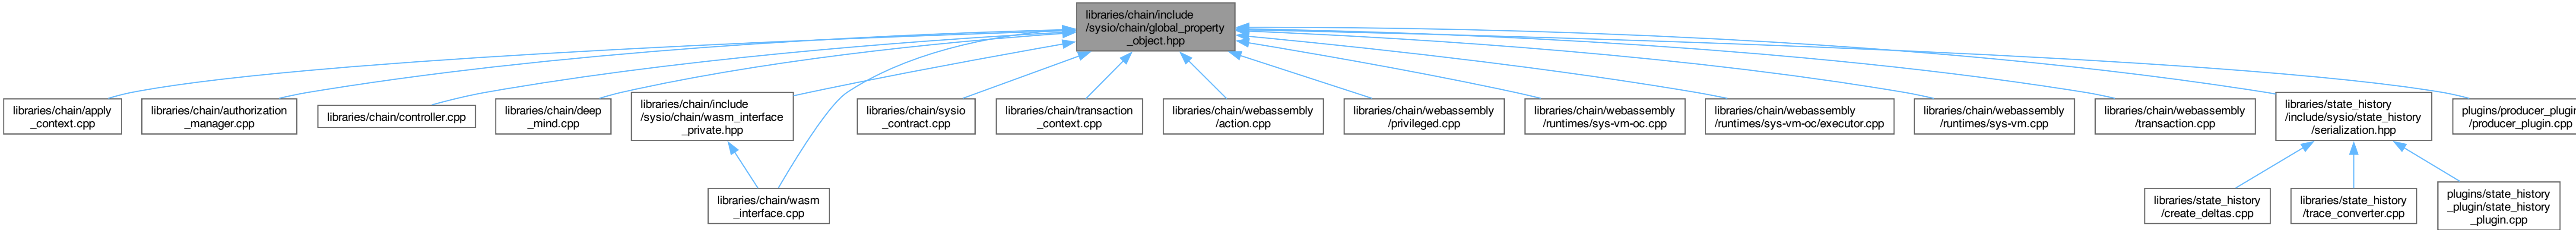 libraries/chain/include
/sysio/chain/global_property
_object.hpp
libraries/chain/apply
_context.cpp
libraries/chain/authorization
_manager.cpp
libraries/chain/controller.cpp
libraries/chain/deep
_mind.cpp
libraries/chain/include
/sysio/chain/wasm_interface
_private.hpp
libraries/chain/sysio
_contract.cpp
libraries/chain/transaction
_context.cpp
libraries/chain/webassembly
/action.cpp
libraries/chain/webassembly
/privileged.cpp
libraries/chain/webassembly
/runtimes/sys-vm-oc.cpp
libraries/chain/webassembly
/runtimes/sys-vm-oc/executor.cpp
libraries/chain/webassembly
/runtimes/sys-vm.cpp
libraries/chain/webassembly
/transaction.cpp
libraries/state_history
/include/sysio/state_history
/serialization.hpp
plugins/producer_plugin
/producer_plugin.cpp
libraries/chain/wasm
_interface.cpp
libraries/state_history
/create_deltas.cpp
libraries/state_history
/trace_converter.cpp
plugins/state_history
_plugin/state_history
_plugin.cpp